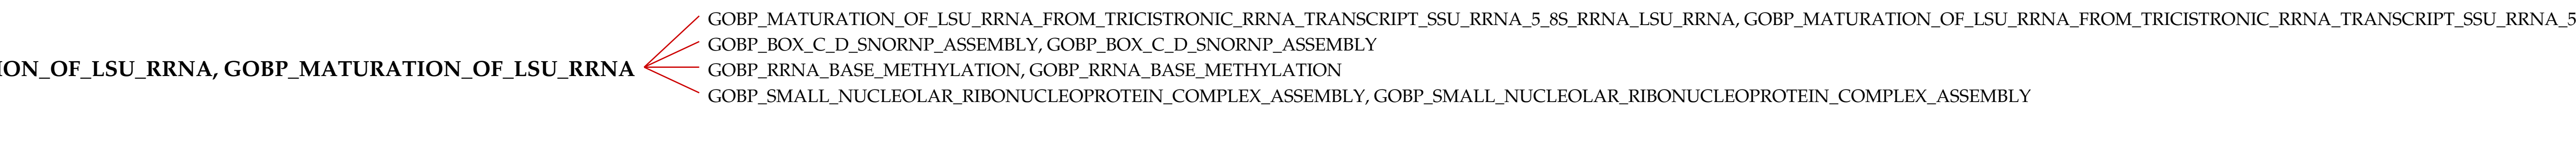 GOBP_MATURATION_OF_LSU_RRNA_FROM_TRICISTRONIC_RRNA_TRANSCRIPT_SSU_RRNA_5_8S_RRNA_LSU_RRNA, GOBP_MATURATION_OF_LSU_RRNA_FROM_TRICISTRONIC_RRNA_TRANSCRIPT_SSU_RRNA_5
GOBP_BOX_C_D_SNORNP_ASSEMBLY, GOBP_BOX_C_D_SNORNP_ASSEMBLY
ION_OF_LSU_RRNA, GOBP_MATURATION_OF_LSU_RRNA
GOBP_RRNA_BASE_METHYLATION, GOBP_RRNA_BASE_METHYLATION
GOBP_SMALL_NUCLEOLAR_RIBONUCLEOPROTEIN_COMPLEX_ASSEMBLY, GOBP_SMALL_NUCLEOLAR_RIBONUCLEOPROTEIN_COMPLEX_ASSEMBLY